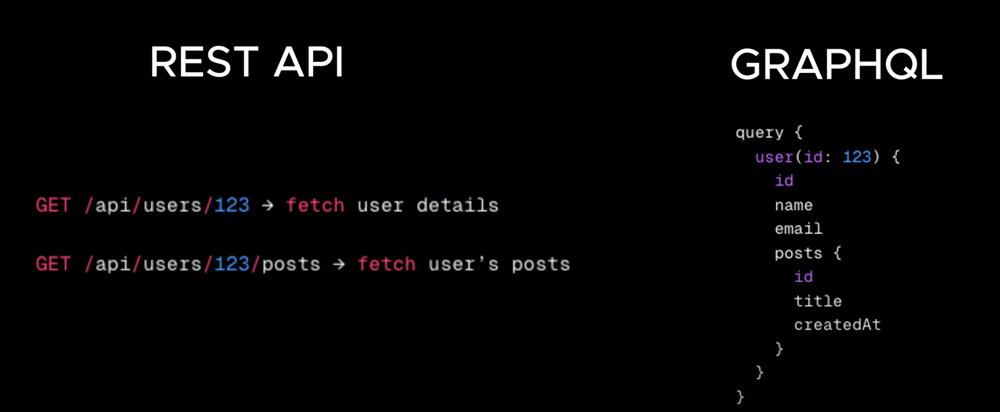 REST API
GET /api/users/123 → fetch user details
GET /api/users/123/posts → fetch user's posts
GRAPHQL
query {
  user(id: 123) {
    id
    name
    email
    posts {
      id
      title
      createdAt
    }
  }
}